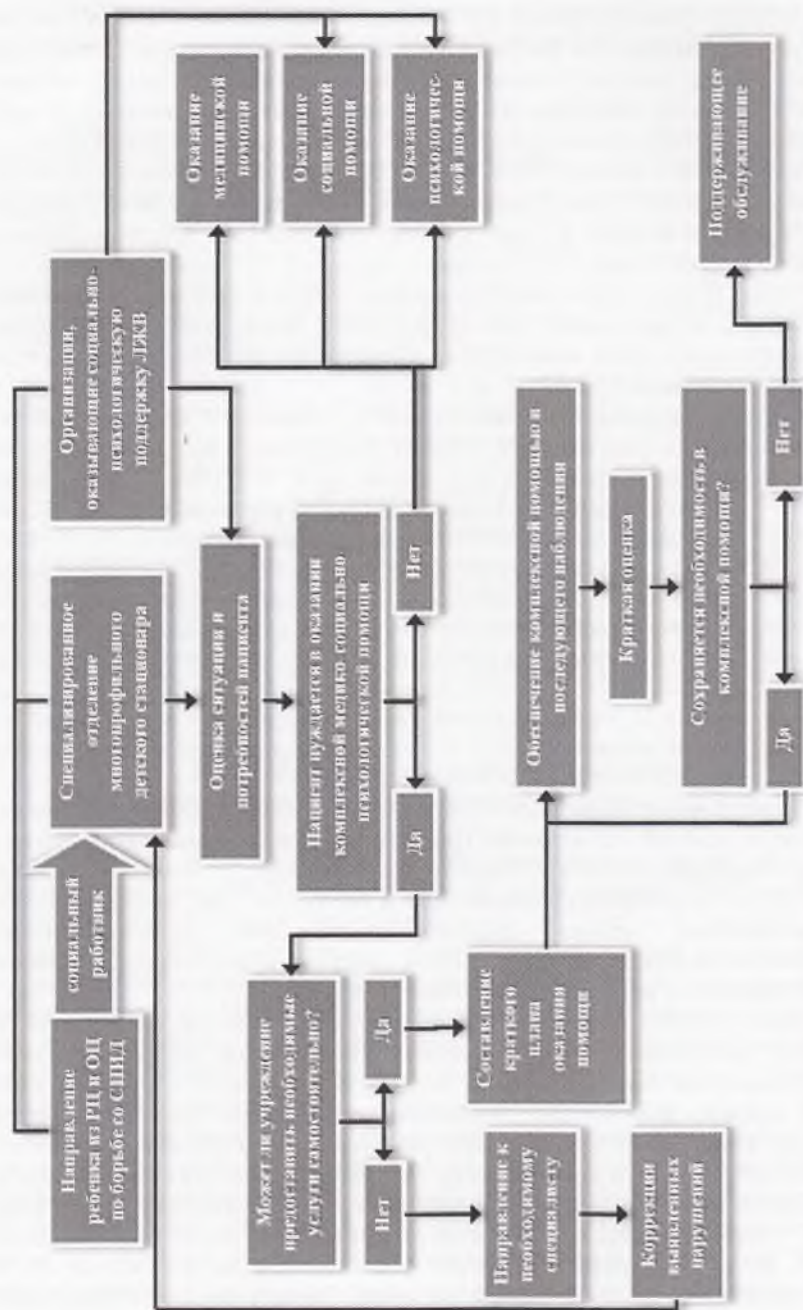 Направление
ребенка из РЦ и ОЦ
по борьбе со СПИД
социальный
работник
Специализированное
отделение
многопрофильного
детского стационара
Организации,
оказывающие социально-
психологическую
поддержку ЛЖВ
Оценка ситуации и
потребностей пациента
Пациент нуждается в оказании
комплексной медико-социально
психологической помощи
Да
Нет
Оказание
медицинской
помощи
Оказание
социальной
помощи
Оказание
психологичес-
кой помощи
Может ли учреждение
предоставить необходимые
услуги самостоятельно?
Нет
Да
Направление к
необходимому
специалисту
Коррекция
выявленных
нарушений
Составление
краткого
плана
оказания
помощи
Обеспечение комплексной помощью и
последующего наблюдения
Краткая оценка
Сохраняется необходимость в
комплексной помощи?
Да
Нет
Поддерживающее
обслуживание